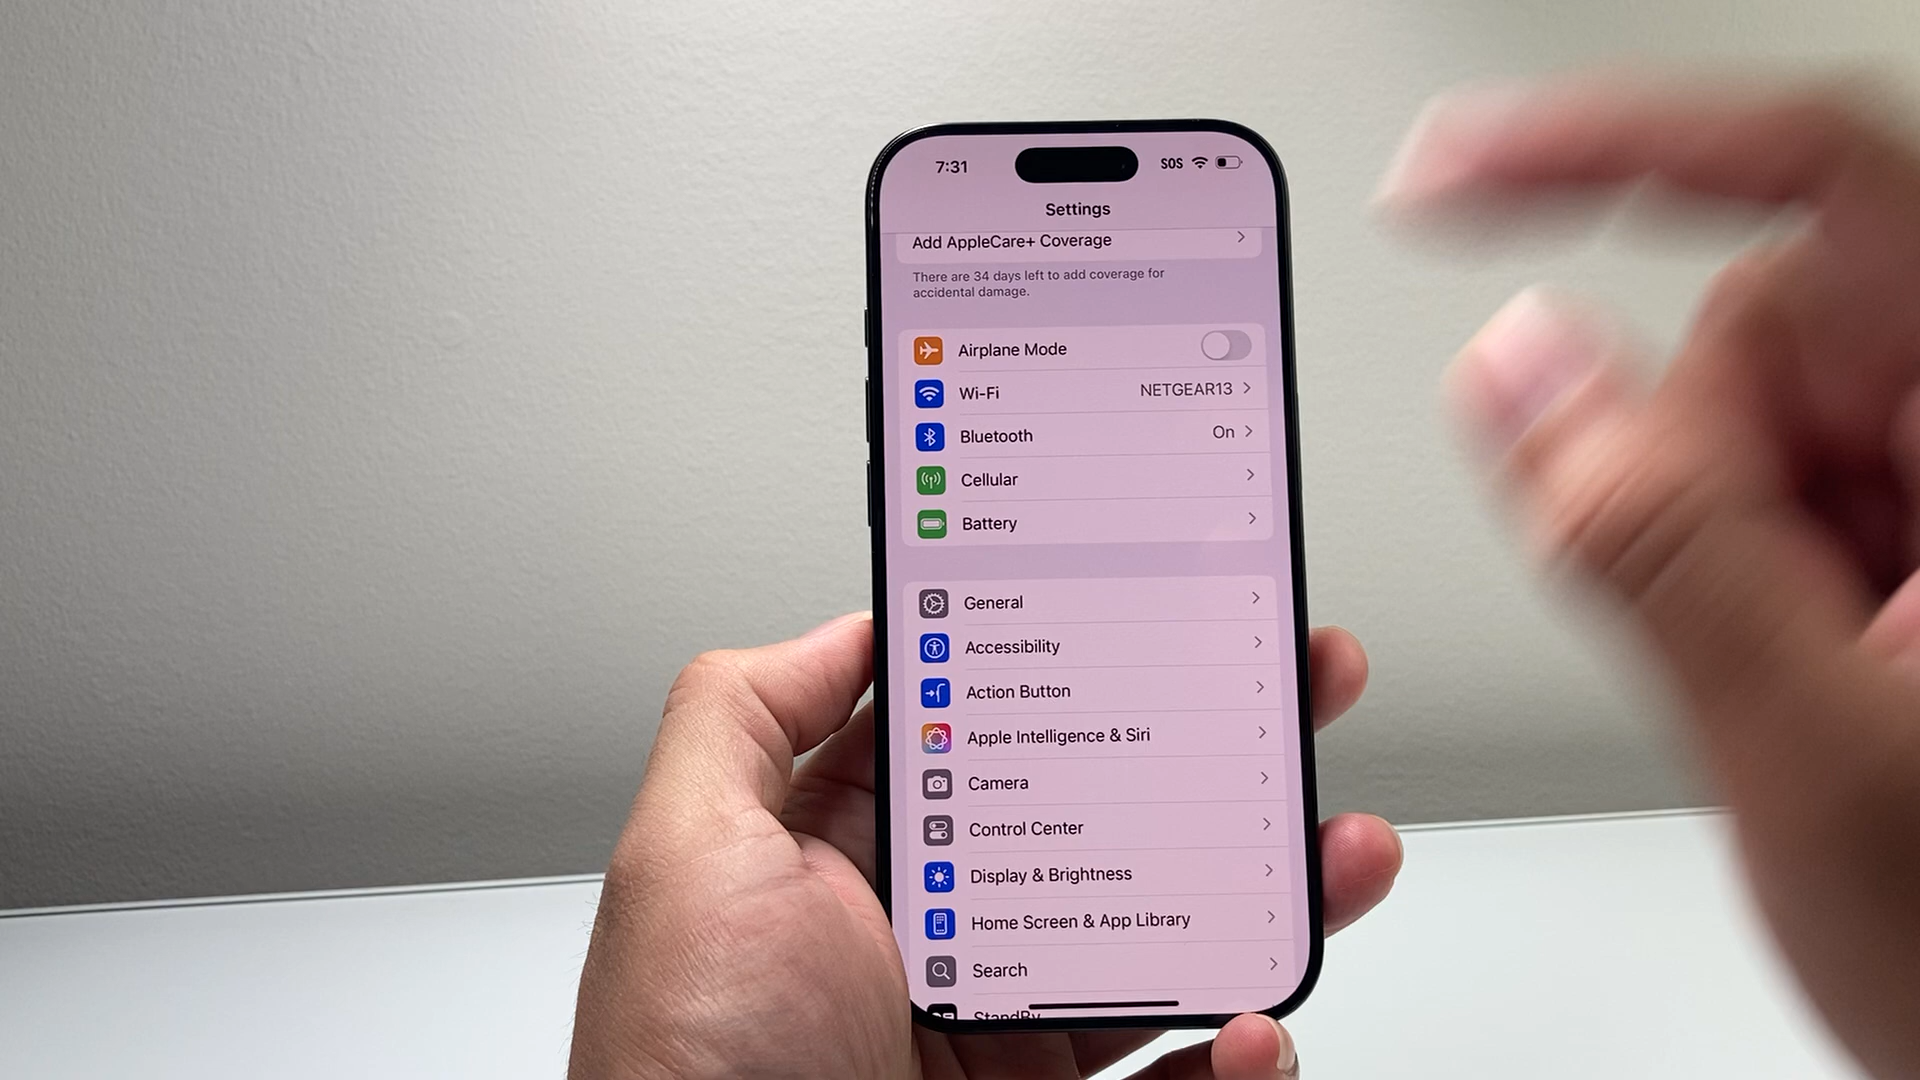 7:31 SOS
Settings
Add AppleCare+ Coverage
There are 34 days left to add coverage for
accidental damage.
Airplane Mode
Wi-Fi NETGEAR13
Bluetooth On
Cellular
Battery
General
Accessibility
Action Button
Apple Intelligence & Siri
Camera
Control Center
Display & Brightness
Home Screen & App Library
Search
StandBy